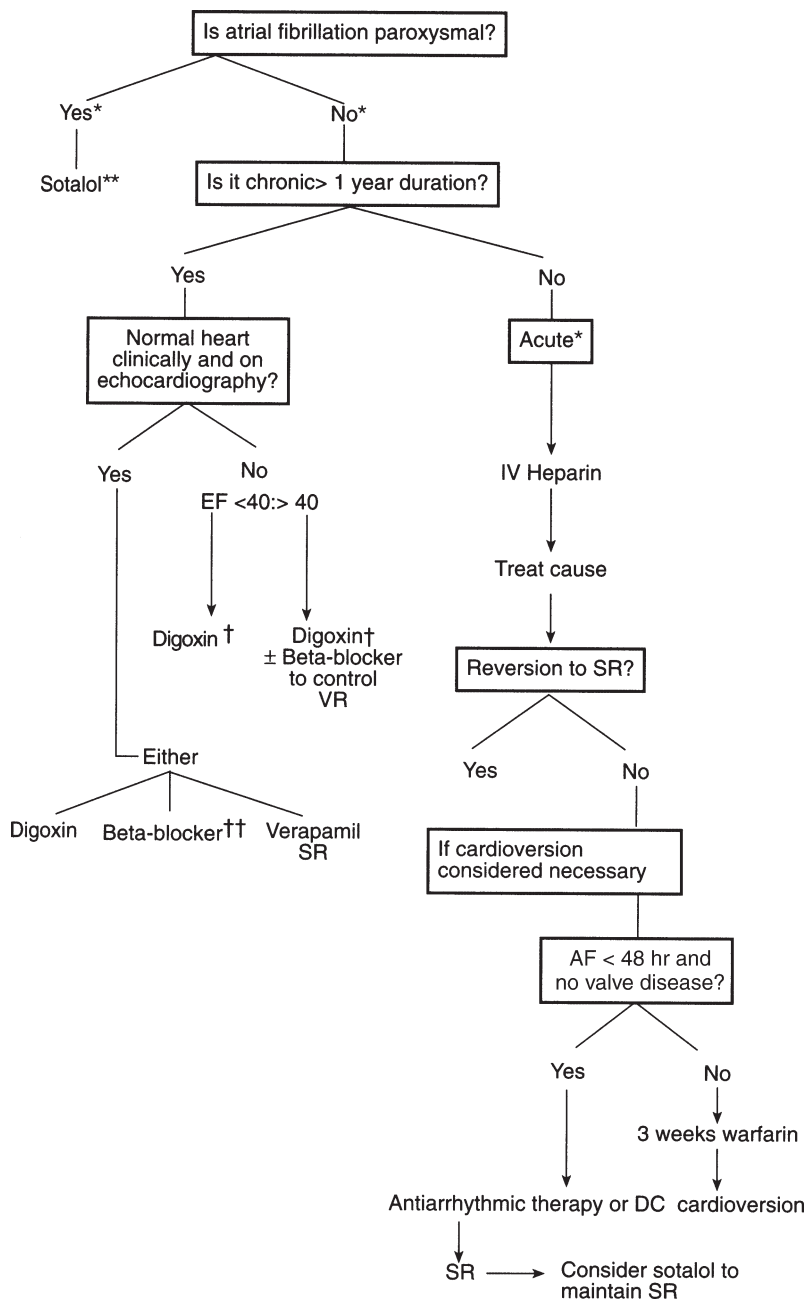 Is atrial fibrillation paroxysmal?
Yes*
No*
Sotalol**
Is it chronic> 1 year duration?
Yes
No
Normal heart
clinically and on
echocardiography?
Acute*
Yes
No
EF <40:> 40
IV Heparin
Treat cause
Digoxin †
Digoxin†
± Beta-blocker
to control
VR
Reversion to SR?
Yes
No
Either
Digoxin
Beta-blocker††
Verapamil
SR
If cardioversion
considered necessary
AF < 48 hr and
no valve disease?
Yes
No
3 weeks warfarin
Antiarrhythmic therapy or DC cardioversion
SR
Consider sotalol to
maintain SR